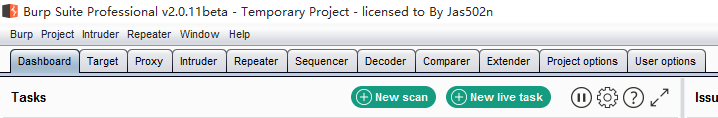 Burp Suite Professional v2.0.11beta - Temporary Project - licensed to By Jas502n
Burp Project Intruder Repeater Window Help
Dashboard Target Proxy Intruder Repeater Sequencer Decoder Comparer Extender Project options User options
Tasks New scan New live task Issu